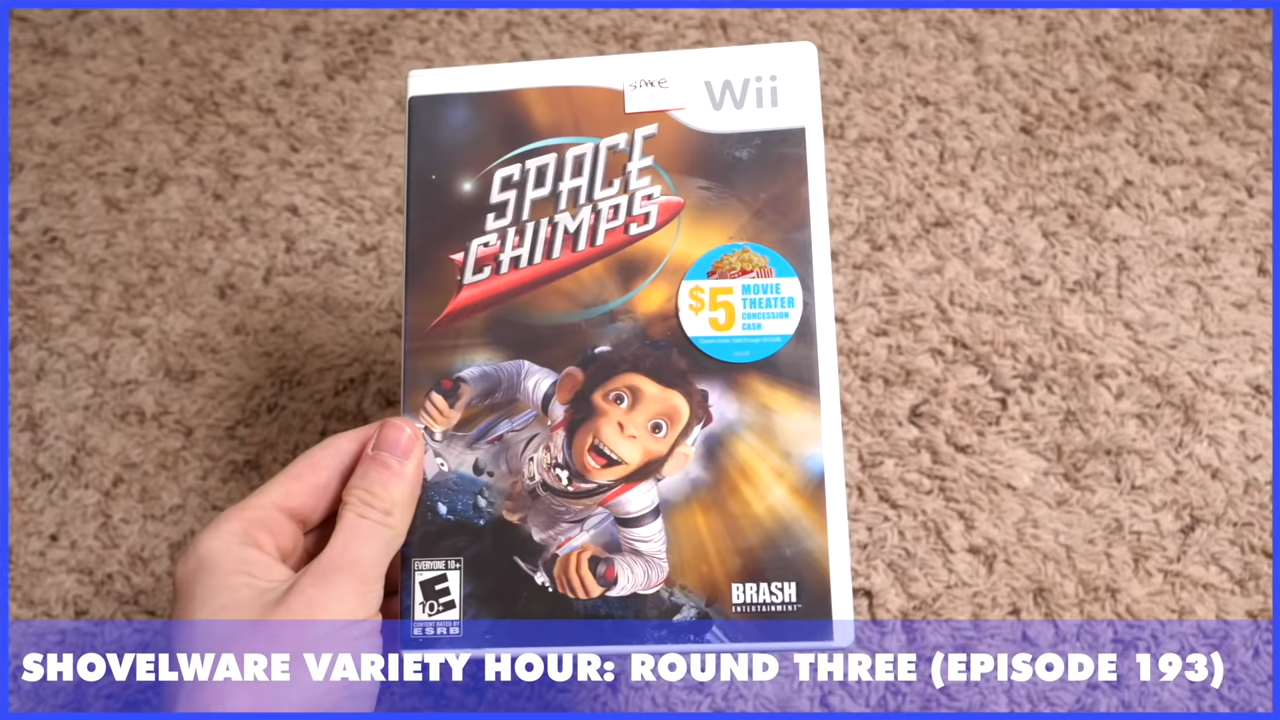 space
Wii
SPACE
CHIMPS
$5 MOVIE
THEATER
CONCESSION
CASH
EVERYONE 10+
E
10+
CONTENT RATED BY
ESRB
BRASH
ENTERTAINMENT™
SHOVELWARE VARIETY HOUR: ROUND THREE (EPISODE 193)